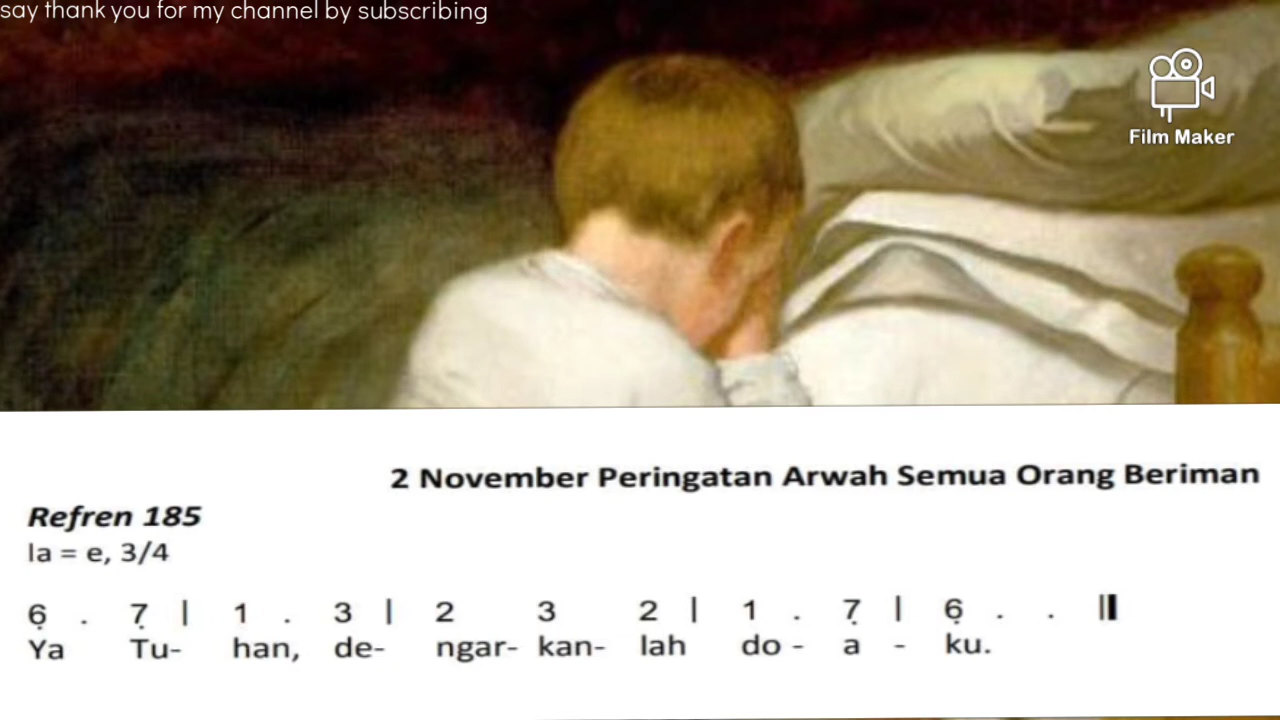 say thank you for my channel by subscribing
Film Maker
2 November Peringatan Arwah Semua Orang Beriman
Refren 185
la = e, 3/4
6̣ . 7̣ | 1 . 3 | 2 3 2 | 1 . 7̣ | 6̣ . . ||
Ya Tu- han, de- ngar- kan- lah do - a - ku.